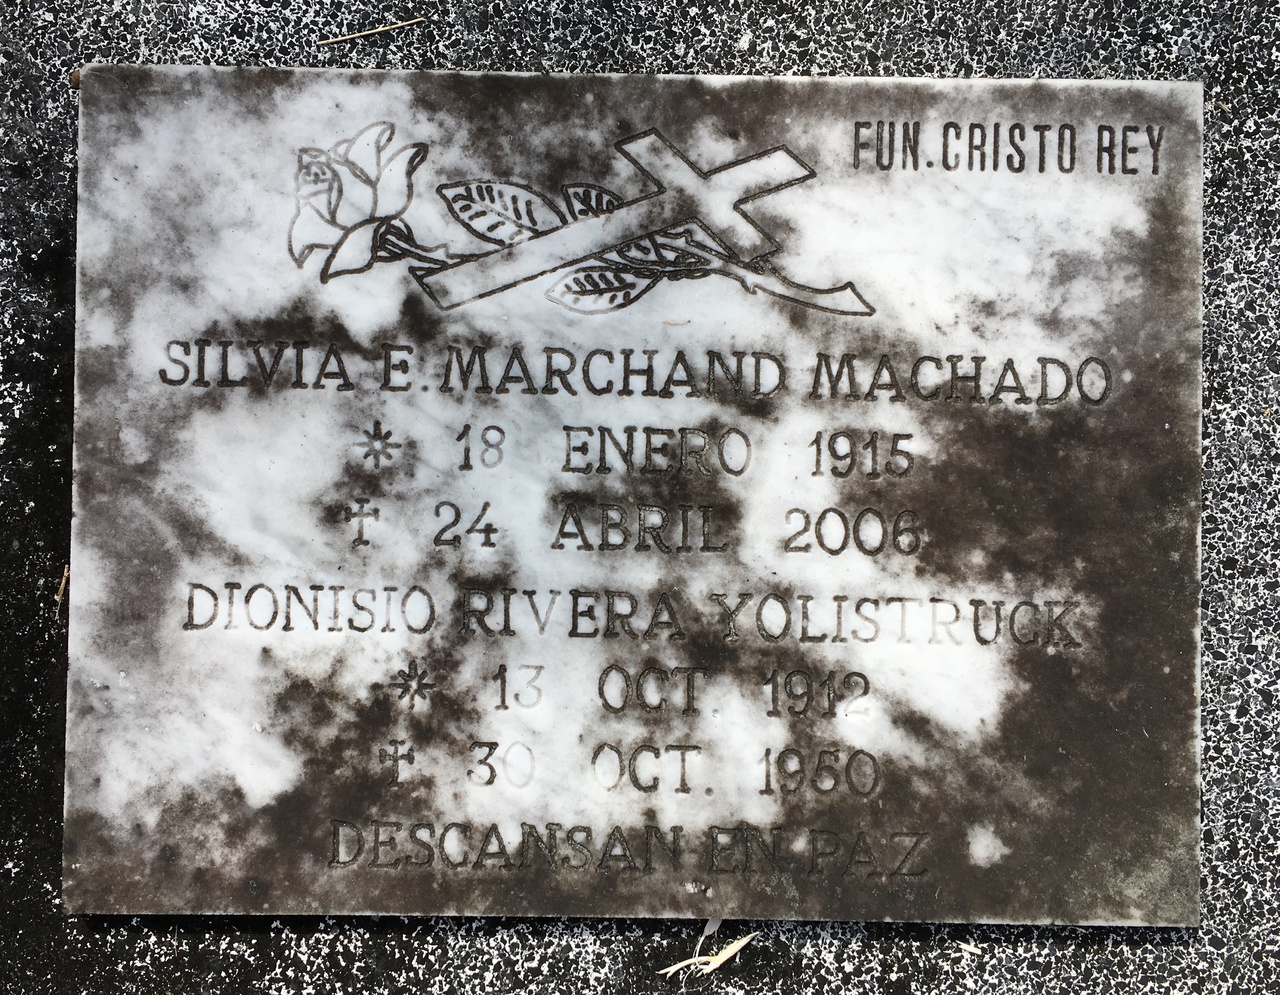 FUN. CRISTO REY
SILVIA E. MARCHAND MACHADO
18 ENERO 1915
24 ABRIL 2006
DIONISIO RIVERA YOLISTRUCK
13 OCT. 1912
30 OCT. 1950
DESCANSAN EN PAZ